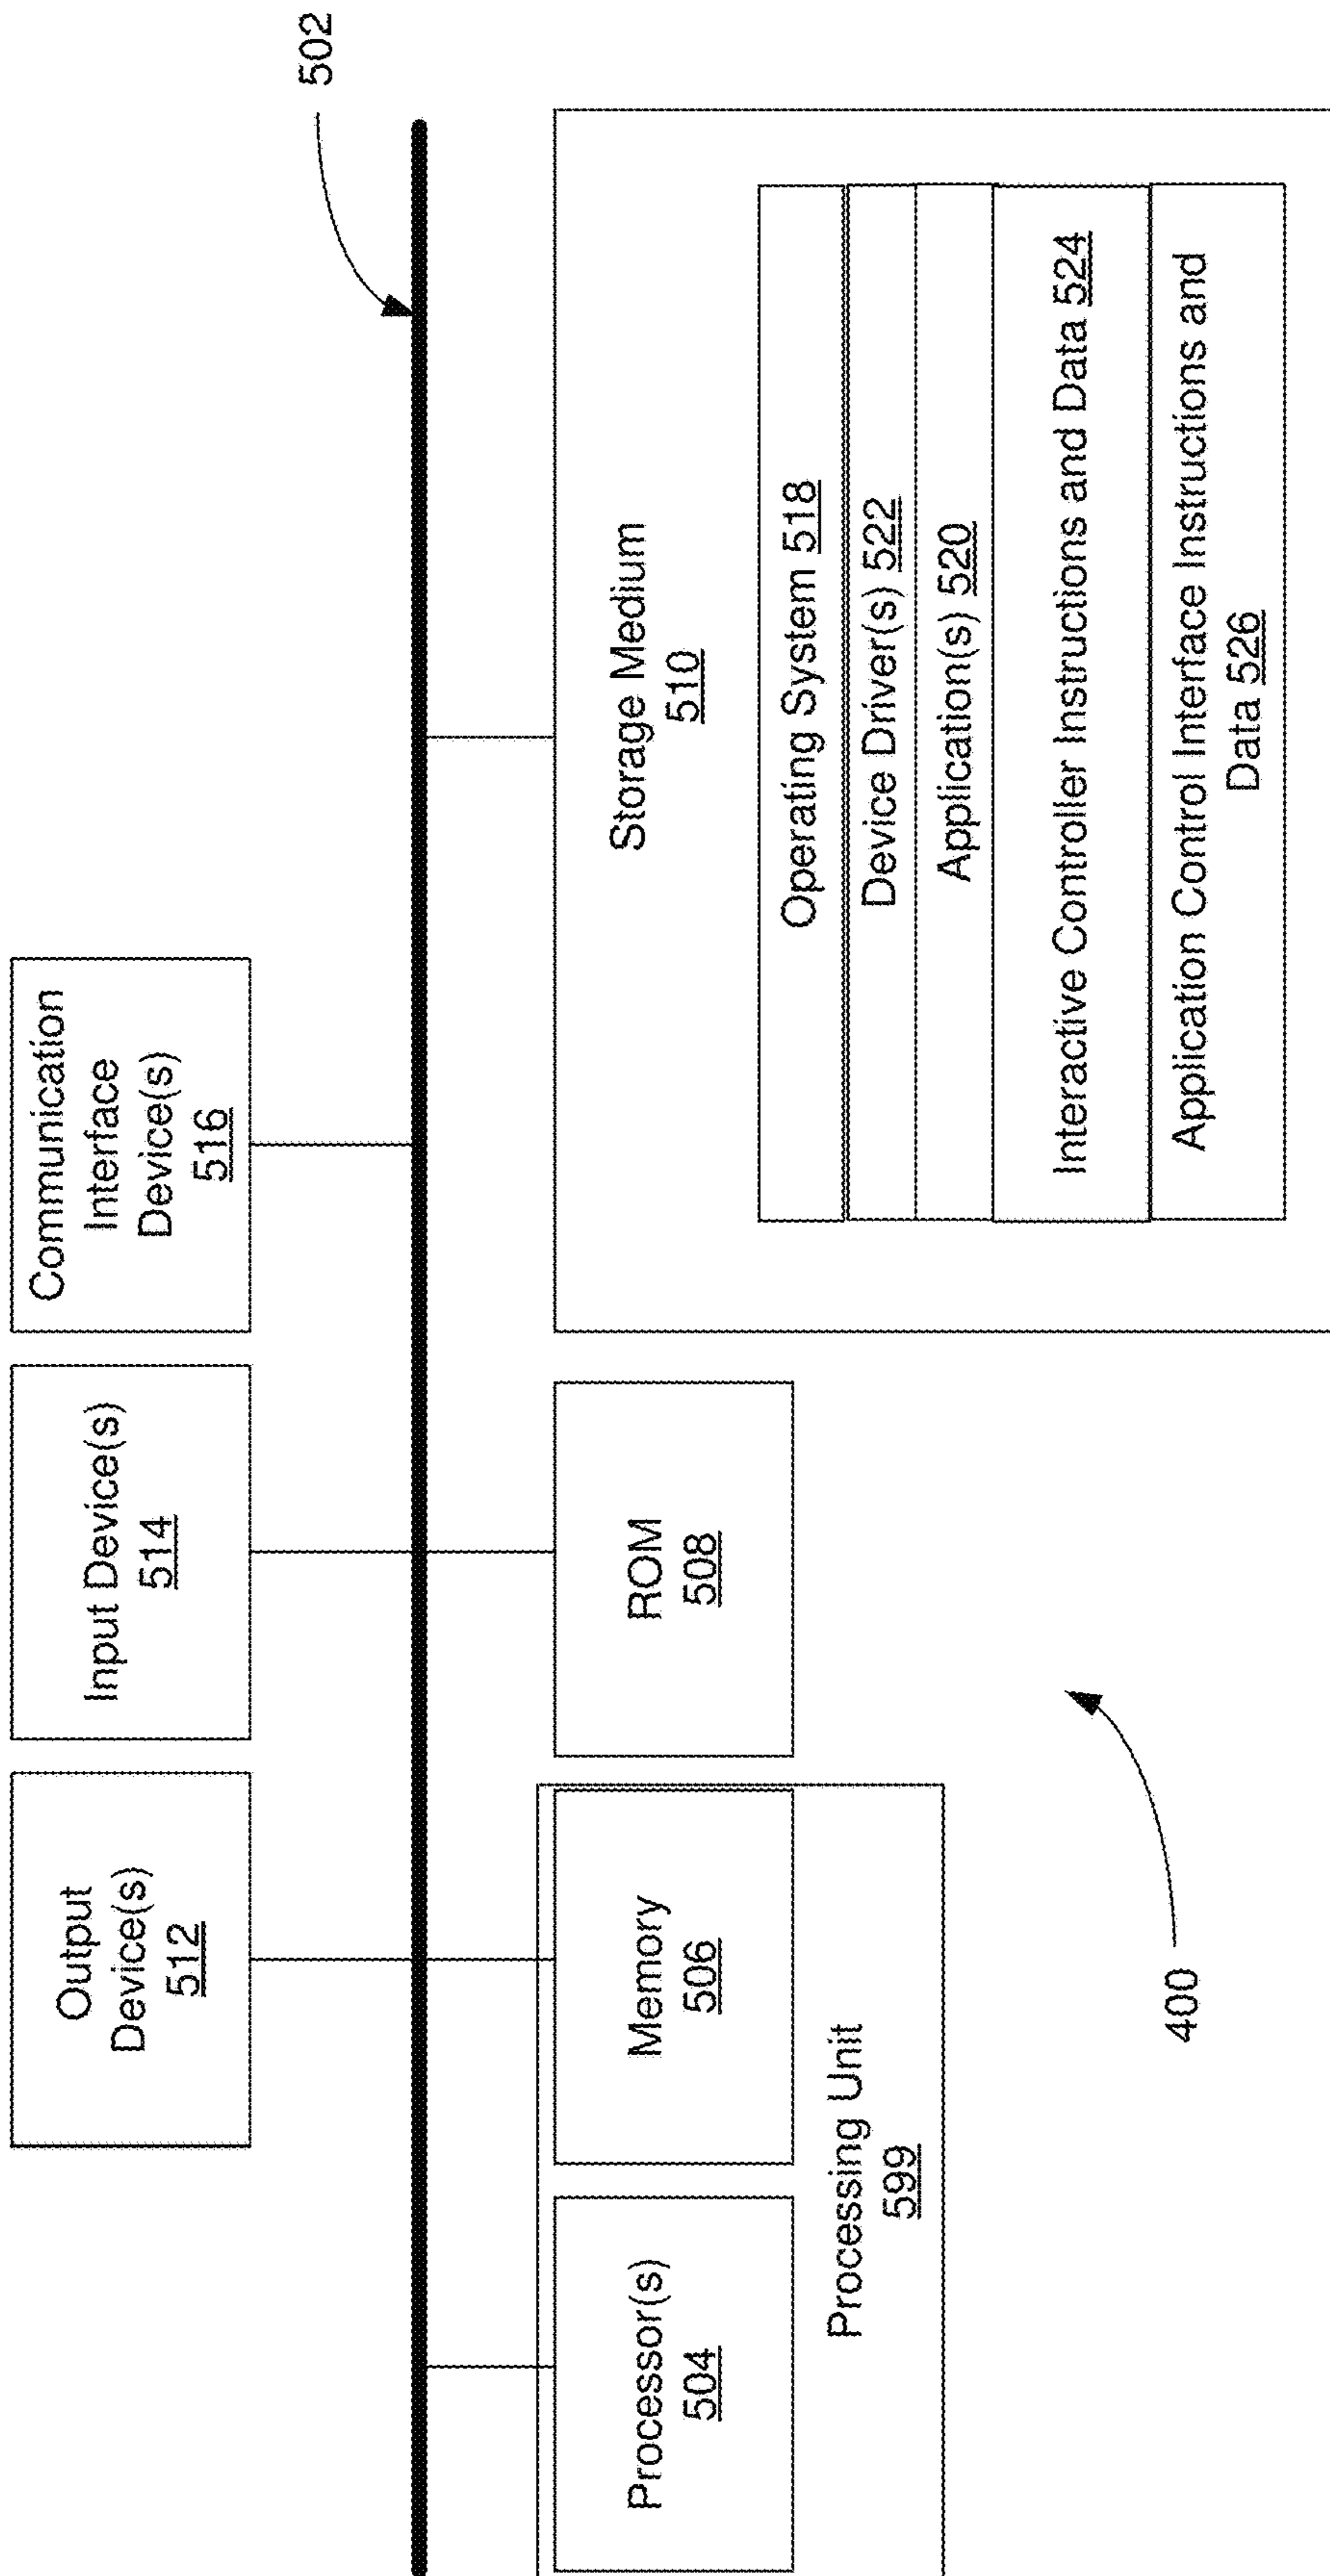 502
Output
Device(s)
512
Input Device(s)
514
Communication
Interface
Device(s)
516
Processor(s)
504
Memory
506
Processing Unit
599
ROM
508
Storage Medium
510
Operating System 518
Device Driver(s) 522
Application(s) 520
Interactive Controller Instructions and Data 524
Application Control Interface Instructions and
Data 526
400